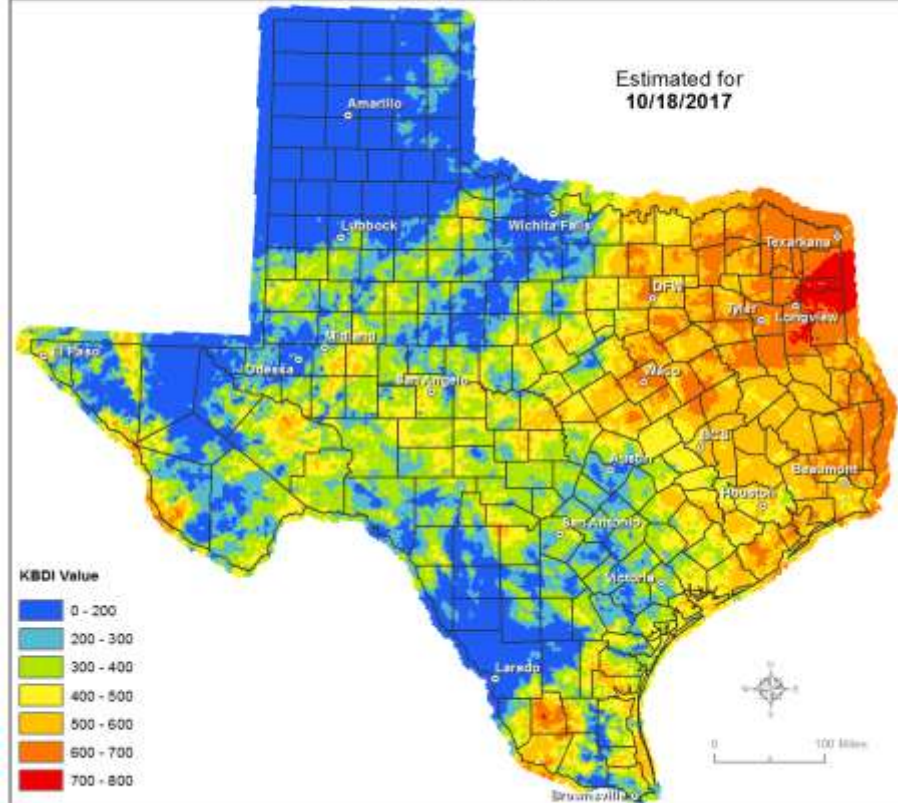 Estimated for
10/18/2017
Amarillo
Lubbock
Wichita Falls
Texarkana
DFW
Tyler
Longview
El Paso
Midland
Odessa
San Angelo
Waco
BCS
Austin
Beaumont
Houston
San Antonio
Victoria
Laredo
Brownsville
KBDI Value
0 - 200
200 - 300
300 - 400
400 - 500
500 - 600
600 - 700
700 - 800
0 100 Miles